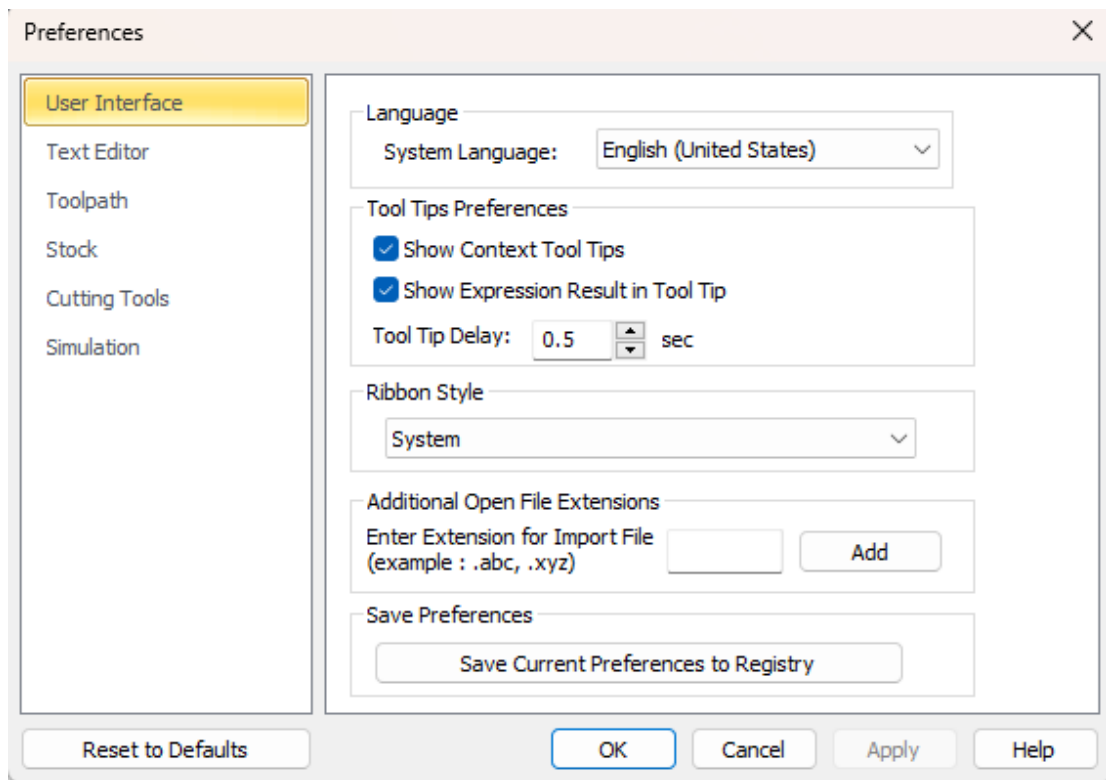 Preferences
User Interface
Text Editor
Toolpath
Stock
Cutting Tools
Simulation
Language
System Language:
English (United States)
Tool Tips Preferences
Show Context Tool Tips
Show Expression Result in Tool Tip
Tool Tip Delay:
0.5
sec
Ribbon Style
System
Additional Open File Extensions
Enter Extension for Import File
(example : .abc, .xyz)
Add
Save Preferences
Save Current Preferences to Registry
Reset to Defaults
OK
Cancel
Apply
Help